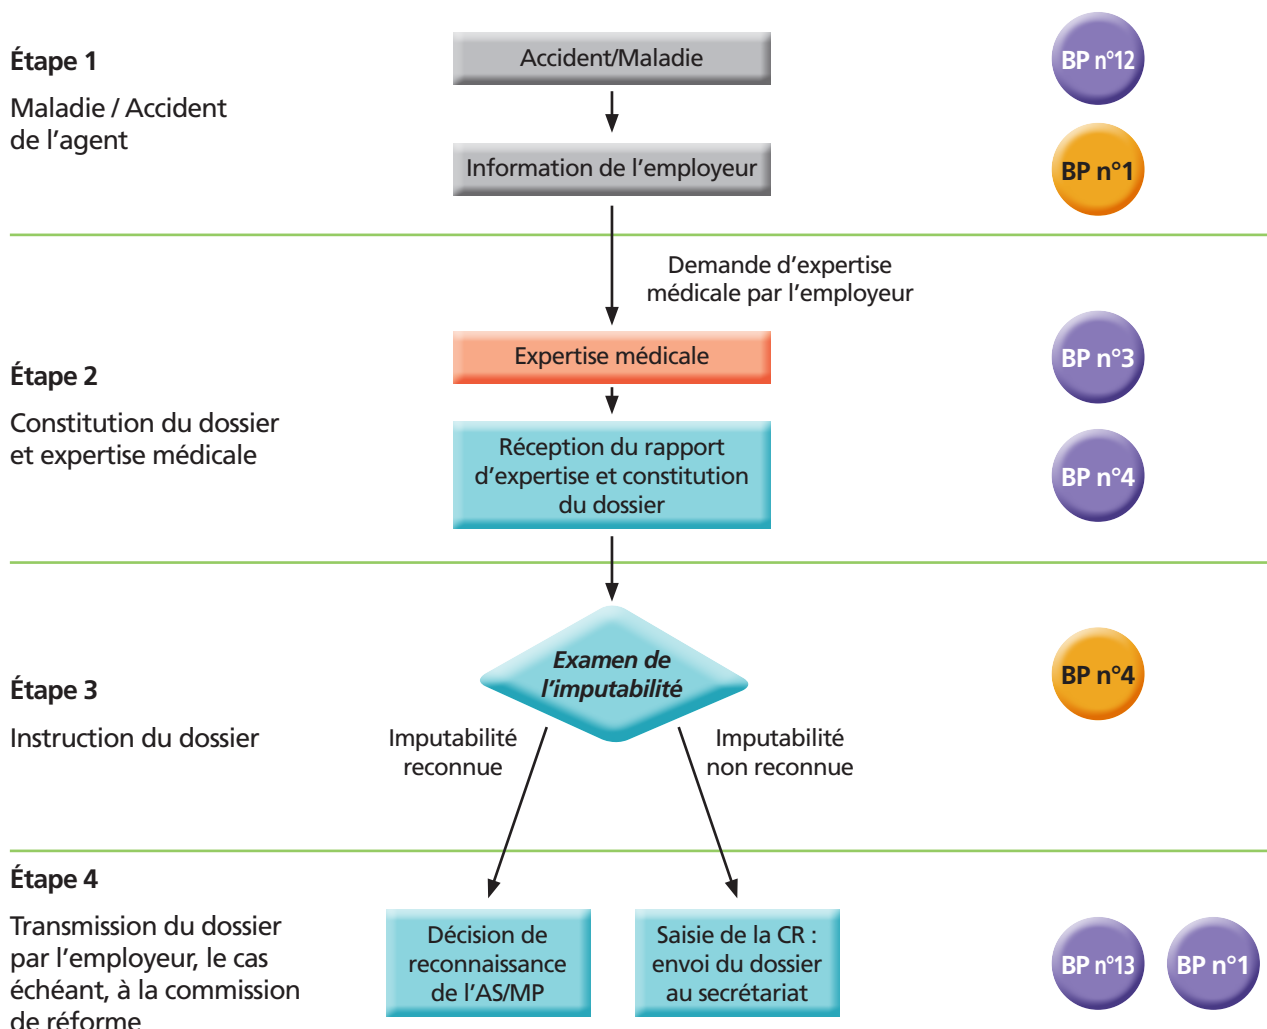 Étape 1
Maladie / Accident
de l’agent
Accident/Maladie
Information de l’employeur
BP n°12
BP n°1
Demande d’expertise
médicale par l’employeur
Étape 2
Constitution du dossier
et expertise médicale
Expertise médicale
Réception du rapport
d’expertise et constitution
du dossier
BP n°3
BP n°4
Étape 3
Instruction du dossier
Examen de
l’imputabilité
Imputabilité
reconnue
Imputabilité
non reconnue
BP n°4
Étape 4
Transmission du dossier
par l’employeur, le cas
échéant, à la commission
de réforme
Décision de
reconnaissance
de l’AS/MP
Saisie de la CR :
envoi du dossier
au secrétariat
BP n°13
BP n°1